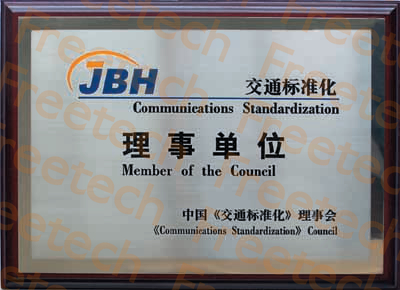 JBH
交通标准化
Communications Standardization
理事单位
Member of the Council
中国《交通标准化》理事会
《Communications Standardization》 Council
Freetech